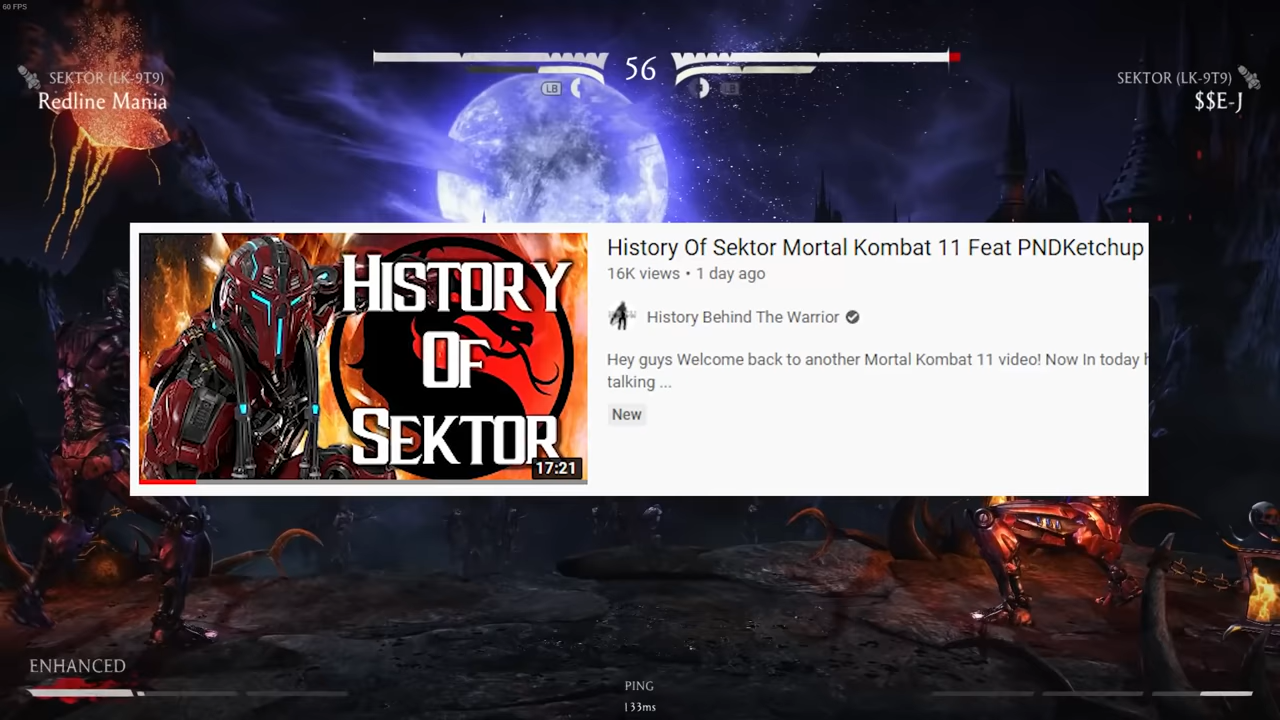 60 FPS
SEKTOR (LK-9T9)
Redline Mania
56
LB
LB
SEKTOR (LK-9T9)
$$E-J
HISTORY
OF
SEKTOR
17:21
History Of Sektor Mortal Kombat 11 Feat PNDKetchup
16K views • 1 day ago
History Behind The Warrior
Hey guys Welcome back to another Mortal Kombat 11 video! Now In today
talking ...
New
ENHANCED
PING
133ms